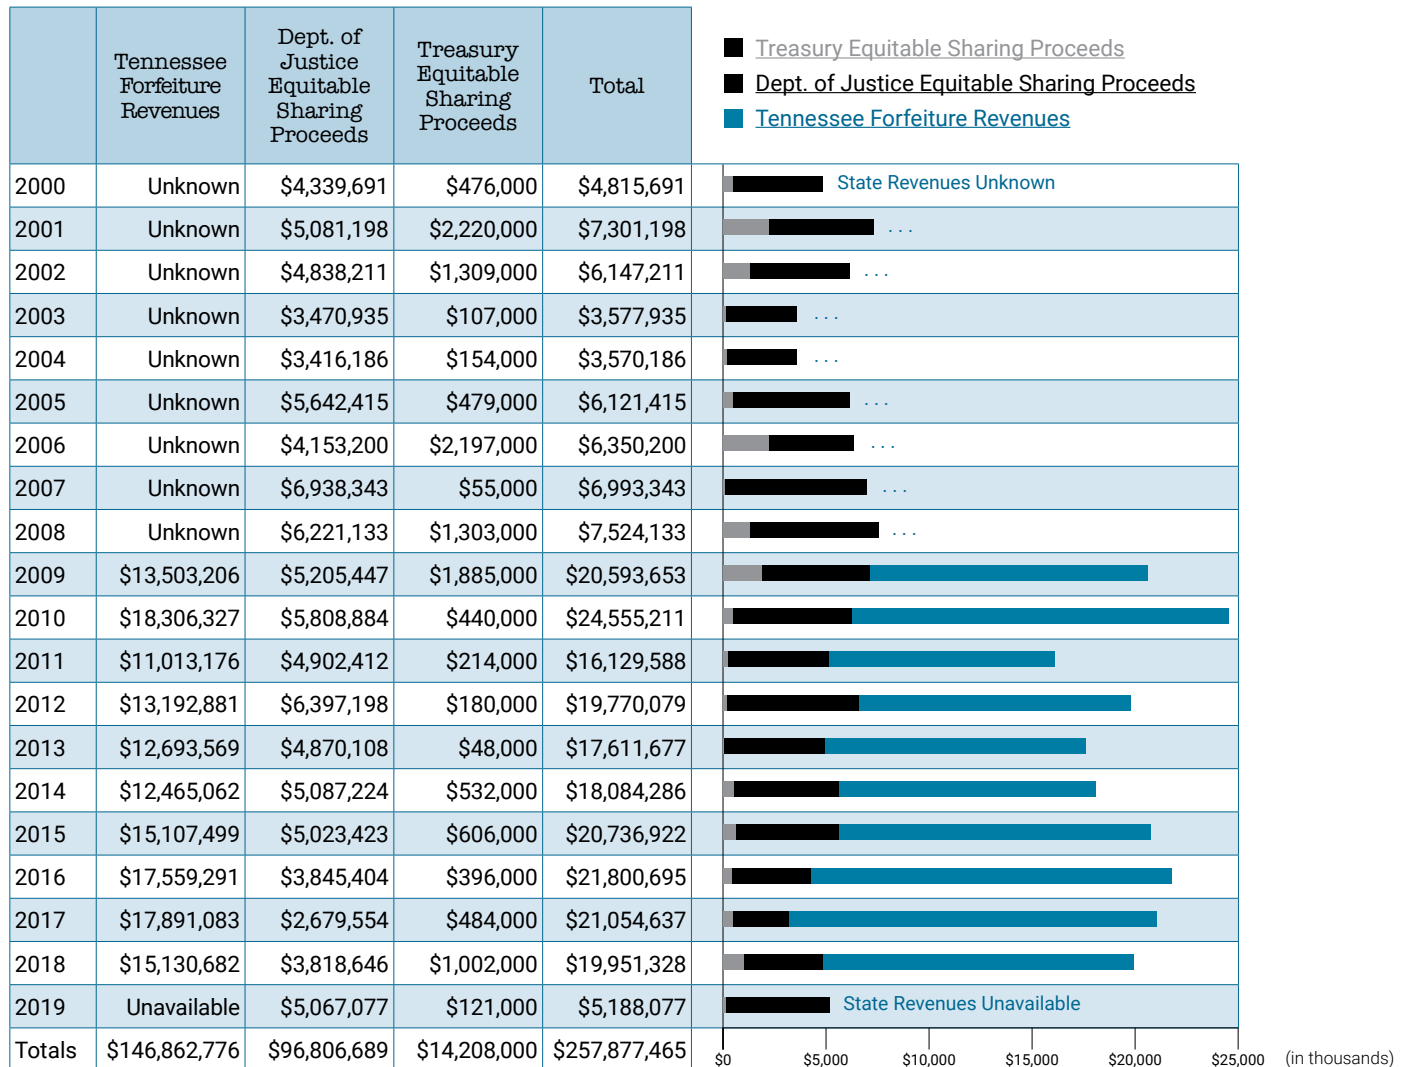 Tennessee
Forfeiture
Revenues
Dept. of
Justice
Equitable
Sharing
Proceeds
Treasury
Equitable
Sharing
Proceeds
Total
Treasury Equitable Sharing Proceeds
Dept. of Justice Equitable Sharing Proceeds
Tennessee Forfeiture Revenues
2000 Unknown $4,339,691 $476,000 $4,815,691 State Revenues Unknown
2001 Unknown $5,081,198 $2,220,000 $7,301,198 ...
2002 Unknown $4,838,211 $1,309,000 $6,147,211 ...
2003 Unknown $3,470,935 $107,000 $3,577,935 ...
2004 Unknown $3,416,186 $154,000 $3,570,186 ...
2005 Unknown $5,642,415 $479,000 $6,121,415 ...
2006 Unknown $4,153,200 $2,197,000 $6,350,200 ...
2007 Unknown $6,938,343 $55,000 $6,993,343 ...
2008 Unknown $6,221,133 $1,303,000 $7,524,133 ...
2009 $13,503,206 $5,205,447 $1,885,000 $20,593,653
2010 $18,306,327 $5,808,884 $440,000 $24,555,211
2011 $11,013,176 $4,902,412 $214,000 $16,129,588
2012 $13,192,881 $6,397,198 $180,000 $19,770,079
2013 $12,693,569 $4,870,108 $48,000 $17,611,677
2014 $12,465,062 $5,087,224 $532,000 $18,084,286
2015 $15,107,499 $5,023,423 $606,000 $20,736,922
2016 $17,559,291 $3,845,404 $396,000 $21,800,695
2017 $17,891,083 $2,679,554 $484,000 $21,054,637
2018 $15,130,682 $3,818,646 $1,002,000 $19,951,328
2019 Unavailable $5,067,077 $121,000 $5,188,077 State Revenues Unavailable
Totals $146,862,776 $96,806,689 $14,208,000 $257,877,465
$0 $5,000 $10,000 $15,000 $20,000 $25,000 (in thousands)